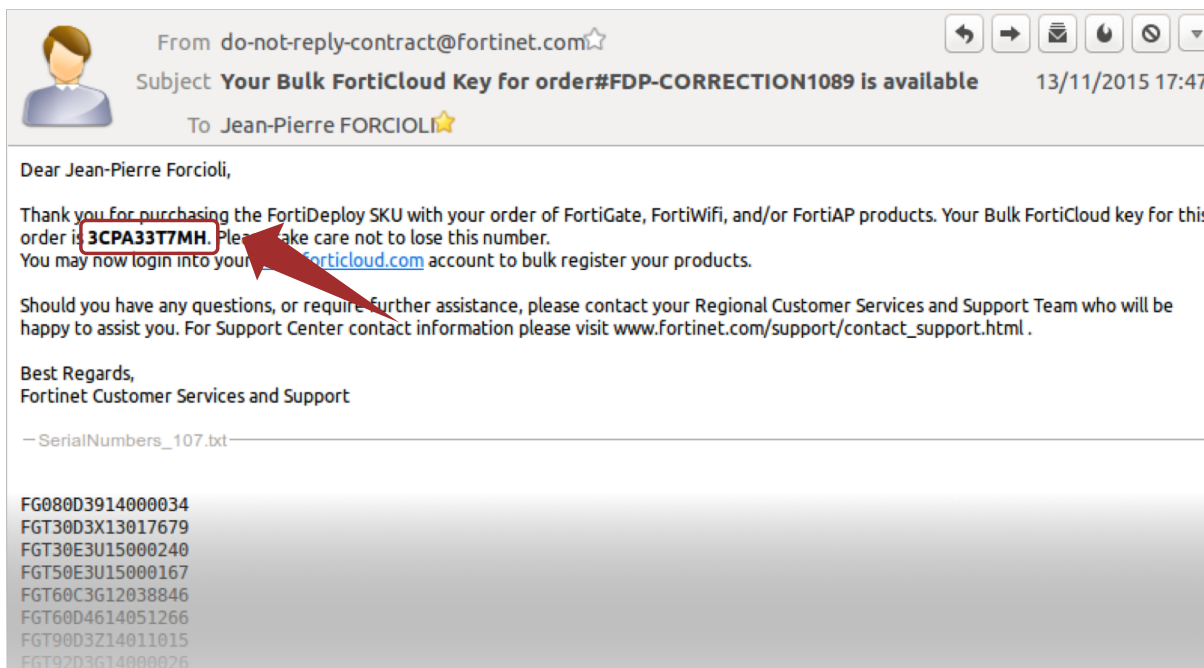 From do-not-reply-contract@fortinet.com
Subject Your Bulk FortiCloud Key for order#FDP-CORRECTION1089 is available 13/11/2015 17:47
To Jean-Pierre FORCIOLI
Dear Jean-Pierre Forcioli,
Thank you for purchasing the FortiDeploy SKU with your order of FortiGate, FortiWifi, and/or FortiAP products. Your Bulk FortiCloud key for this
order is 3CPA33T7MH. Please take care not to lose this number.
You may now login into your forticloud.com account to bulk register your products.
Should you have any questions, or require further assistance, please contact your Regional Customer Services and Support Team who will be
happy to assist you. For Support Center contact information please visit www.fortinet.com/support/contact_support.html .
Best Regards,
Fortinet Customer Services and Support
SerialNumbers_107.txt
FG080D3914000034
FGT30D3X13017679
FGT30E3U15000240
FGT50E3U15000167
FGT60C3G12038846
FGT60D4614051266
FGT90D3Z14011015
FGT92D3G14000026